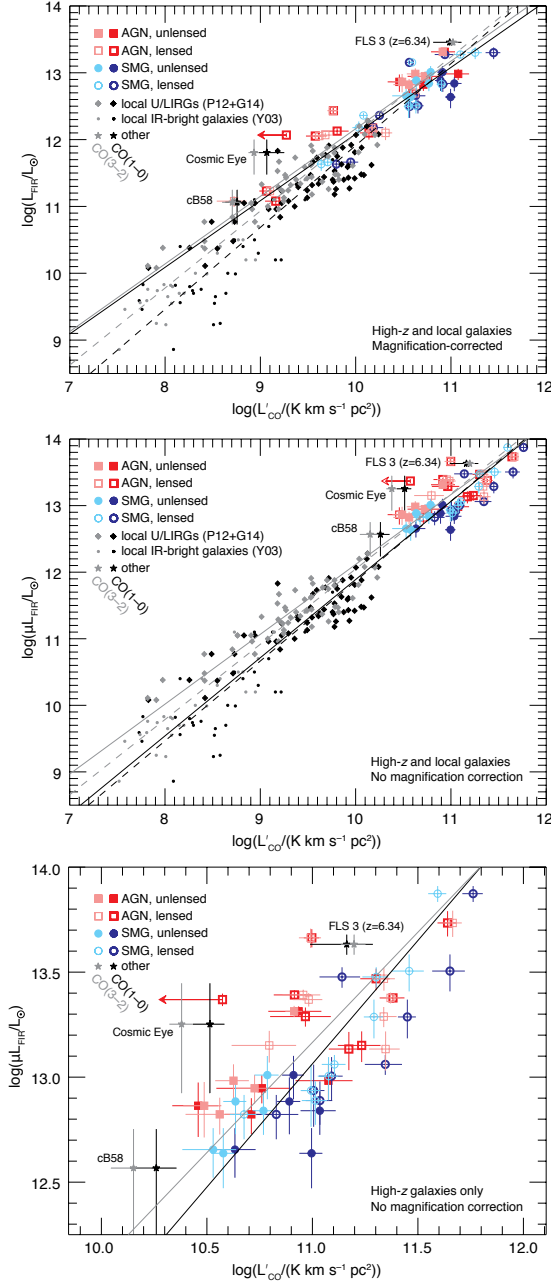 14
13
12
11
10
9
log(L_FIR/L_⊙)
AGN, unlensed
AGN, lensed
SMG, unlensed
SMG, lensed
local U/LIRGs (P12+G14)
local IR-bright galaxies (Y03)
other
CO(3−2)
CO(1−0)
FLS 3 (z=6.34)
Cosmic Eye
cB58
High-z and local galaxies
Magnification-corrected
7 8 9 10 11 12
log(L′_CO/(K km s⁻¹ pc²))
14
13
12
11
10
9
log(μL_FIR/L_⊙)
AGN, unlensed
AGN, lensed
SMG, unlensed
SMG, lensed
local U/LIRGs (P12+G14)
local IR-bright galaxies (Y03)
other
CO(3−2)
CO(1−0)
FLS 3 (z=6.34)
Cosmic Eye
cB58
High-z and local galaxies
No magnification correction
7 8 9 10 11 12
log(L′_CO/(K km s⁻¹ pc²))
14.0
13.5
13.0
12.5
log(μL_FIR/L_⊙)
AGN, unlensed
AGN, lensed
SMG, unlensed
SMG, lensed
other
CO(3−2)
CO(1−0)
FLS 3 (z=6.34)
Cosmic Eye
cB58
High-z galaxies only
No magnification correction
10.0 10.5 11.0 11.5 12.0
log(L′_CO/(K km s⁻¹ pc²))